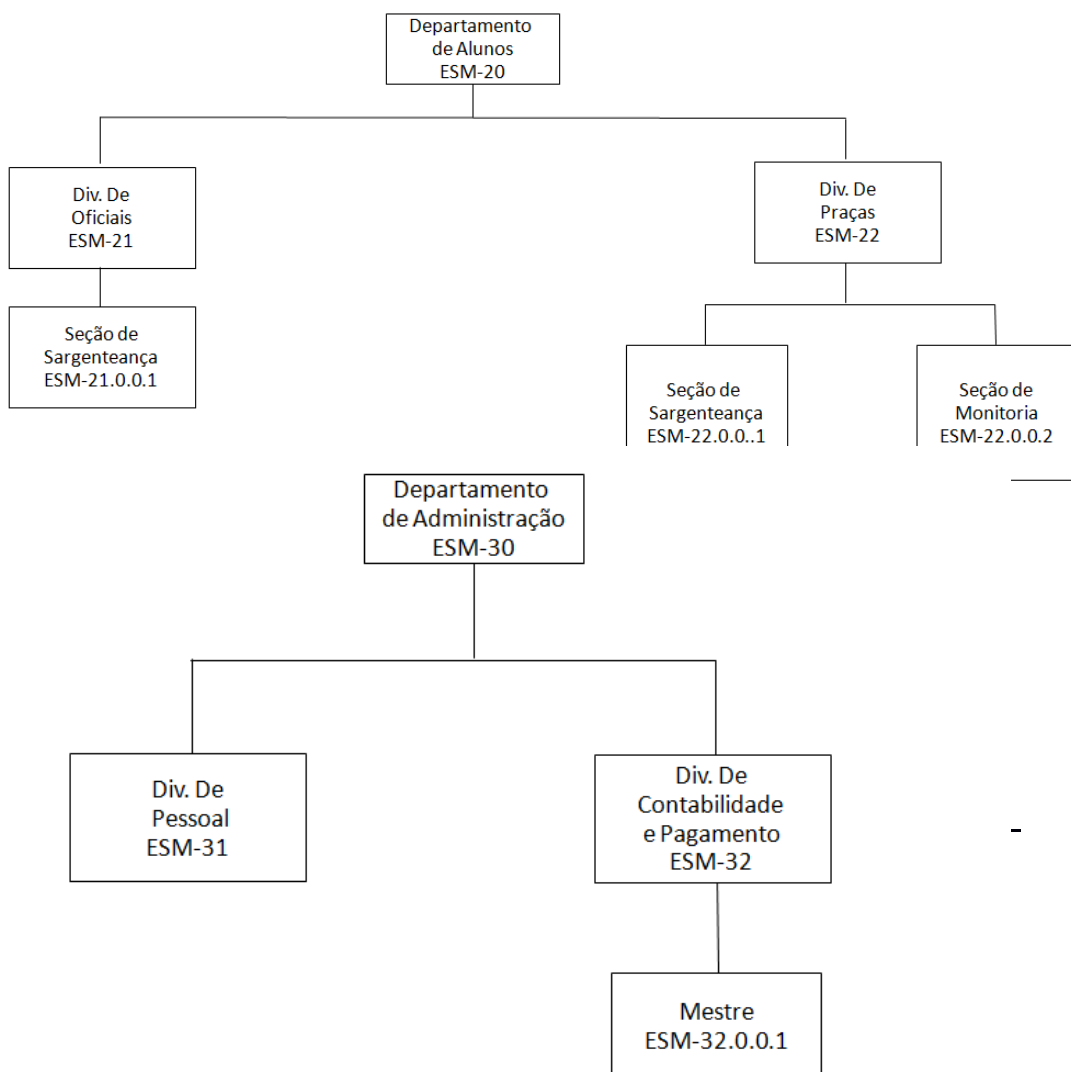 Departamento
de Alunos
ESM-20
Div. De
Oficiais
ESM-21
Div. De
Praças
ESM-22
Seção de
Sargenteança
ESM-21.0.0.1
Seção de
Sargenteança
ESM-22.0.0..1
Seção de
Monitoria
ESM-22.0.0.2
Departamento
de Administração
ESM-30
Div. De
Pessoal
ESM-31
Div. De
Contabilidade
e Pagamento
ESM-32
Mestre
ESM-32.0.0.1